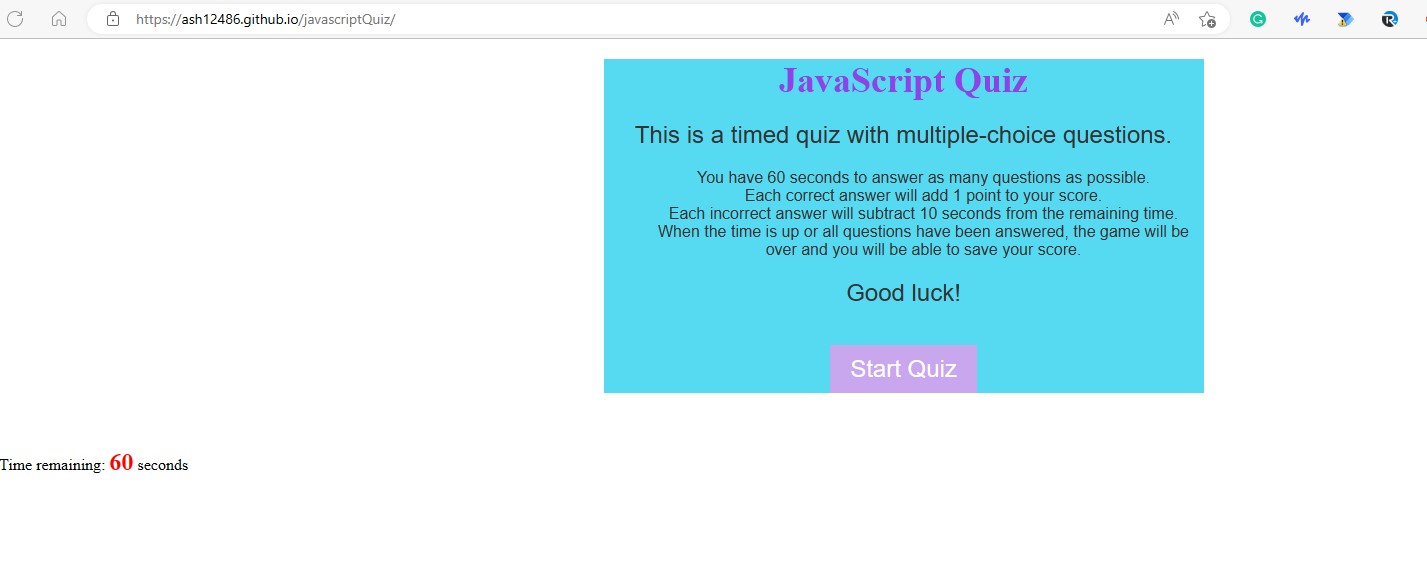 https://ash12486.github.io/javascriptQuiz/
JavaScript Quiz
This is a timed quiz with multiple-choice questions.
You have 60 seconds to answer as many questions as possible.
Each correct answer will add 1 point to your score.
Each incorrect answer will subtract 10 seconds from the remaining time.
When the time is up or all questions have been answered, the game will be
over and you will be able to save your score.
Good luck!
Start Quiz
Time remaining: 60 seconds